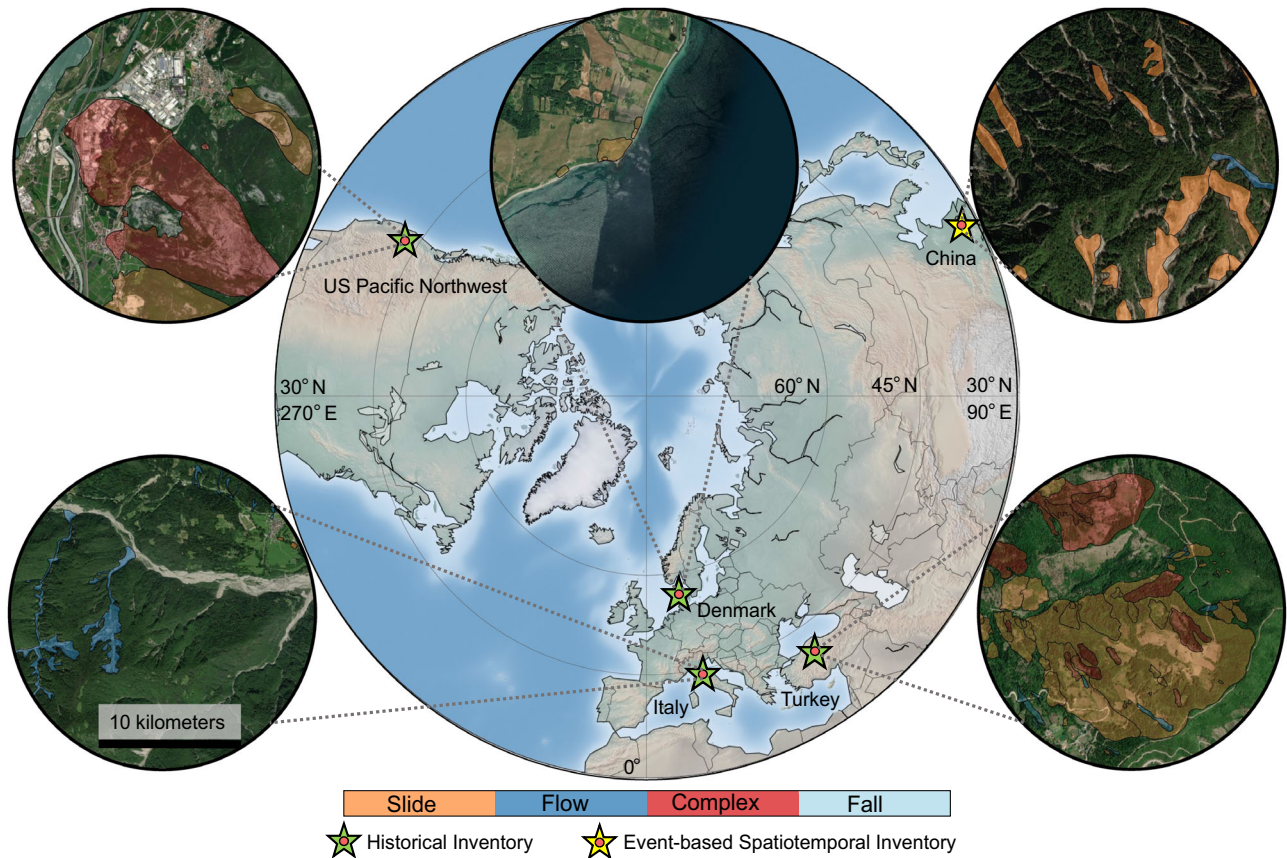 China
US Pacific Northwest
30° N
270° E
60° N
45° N
30° N
90° E
Denmark
10 kilometers
Italy
Turkey
0°
Slide
Flow
Complex
Fall
Historical Inventory
Event-based Spatiotemporal Inventory